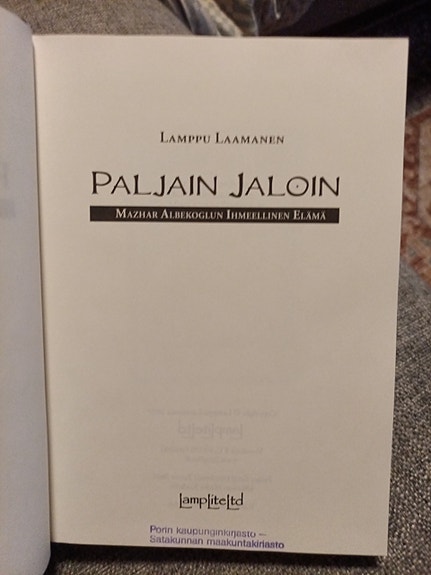 Lamppu Laamanen
Paljain Jaloin
Mazhar Albekoglun Ihmeellinen Elämä
LampLiteLtd
Porin kaupunginkirjasto –
Satakunnan maakuntakirjasto